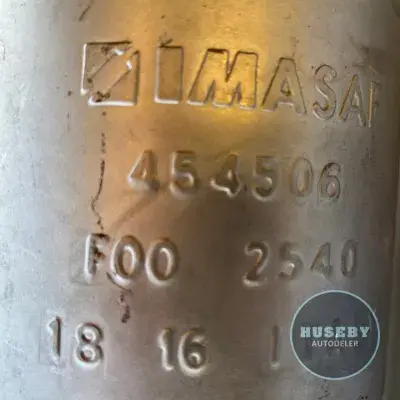 IMASAF
454506
F00 2540
18 16
HUSEBY
AUTODELER